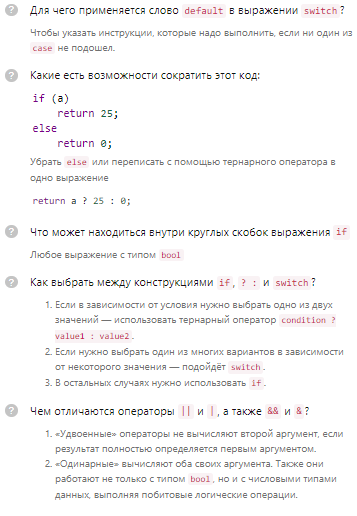 Для чего применяется слово default в выражении switch?
Чтобы указать инструкции, которые надо выполнить, если ни один из
case не подошел.
Какие есть возможности сократить этот код:
if (a)
return 25;
else
return 0;
Убрать else или переписать с помощью тернарного оператора в
одно выражение
return a ? 25 : 0;
Что может находиться внутри круглых скобок выражения if
Любое выражение с типом bool
Как выбрать между конструкциями if, ? : и switch?
1. Если в зависимости от условия нужно выбрать одно из двух
значений — использовать тернарный оператор condition ?
value1 : value2.
2. Если нужно выбрать один из многих вариантов в зависимости
от некоторого значения — подойдёт switch.
3. В остальных случаях нужно использовать if.
Чем отличаются операторы || и |, а также && и &?
1. «Удвоенные» операторы не вычисляют второй аргумент, если
результат полностью определяется первым аргументом.
2. «Одинарные» вычисляют оба своих аргумента. Также они
работают не только с типом bool, но и с числовыми типами
данных, выполняя побитовые логические операции.